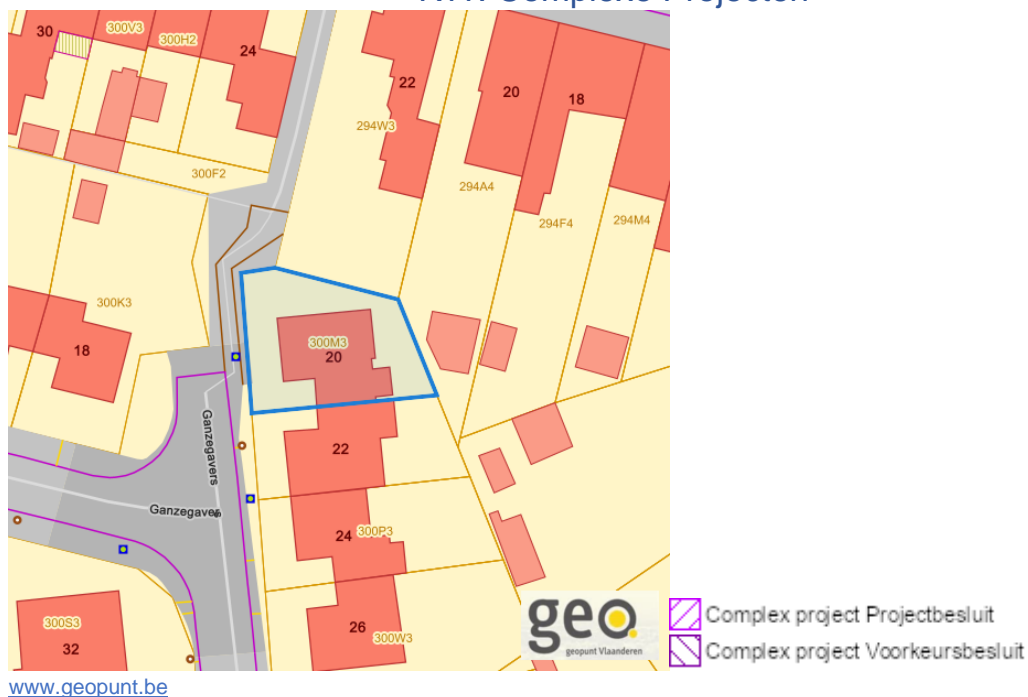 30
300V3
300H2
24
22
20
18
294W3
300F2
294A4
294F4
294M4
300K3
18
300M3
20
Ganzegavers
22
Ganzegavers
24
300P3
300S3
32
26
300W3
geo
geopunt Vlaanderen
Complex project Projectbesluit
Complex project Voorkeursbesluit
www.geopunt.be